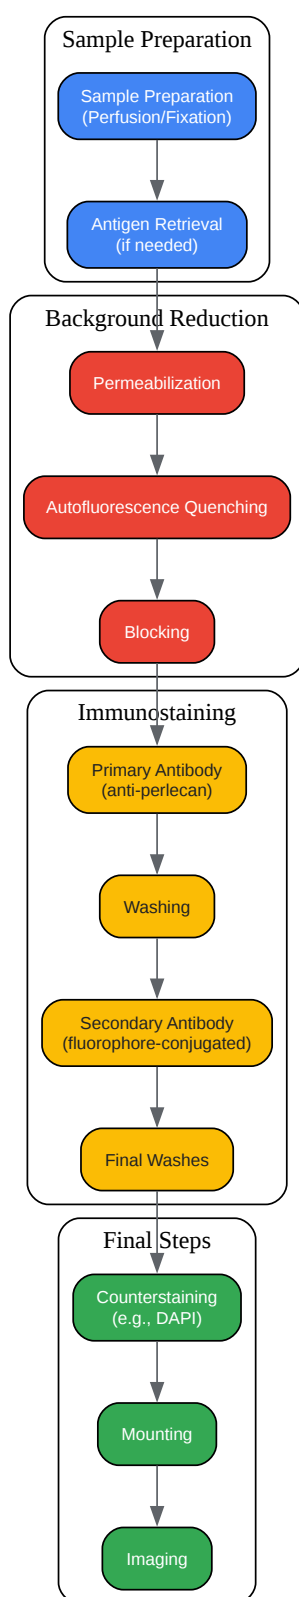 Sample Preparation
Sample Preparation
(Perfusion/Fixation)
Antigen Retrieval
(if needed)
Background Reduction
Permeabilization
Autofluorescence Quenching
Blocking
Immunostaining
Primary Antibody
(anti-perlecan)
Washing
Secondary Antibody
(fluorophore-conjugated)
Final Washes
Final Steps
Counterstaining
(e.g., DAPI)
Mounting
Imaging